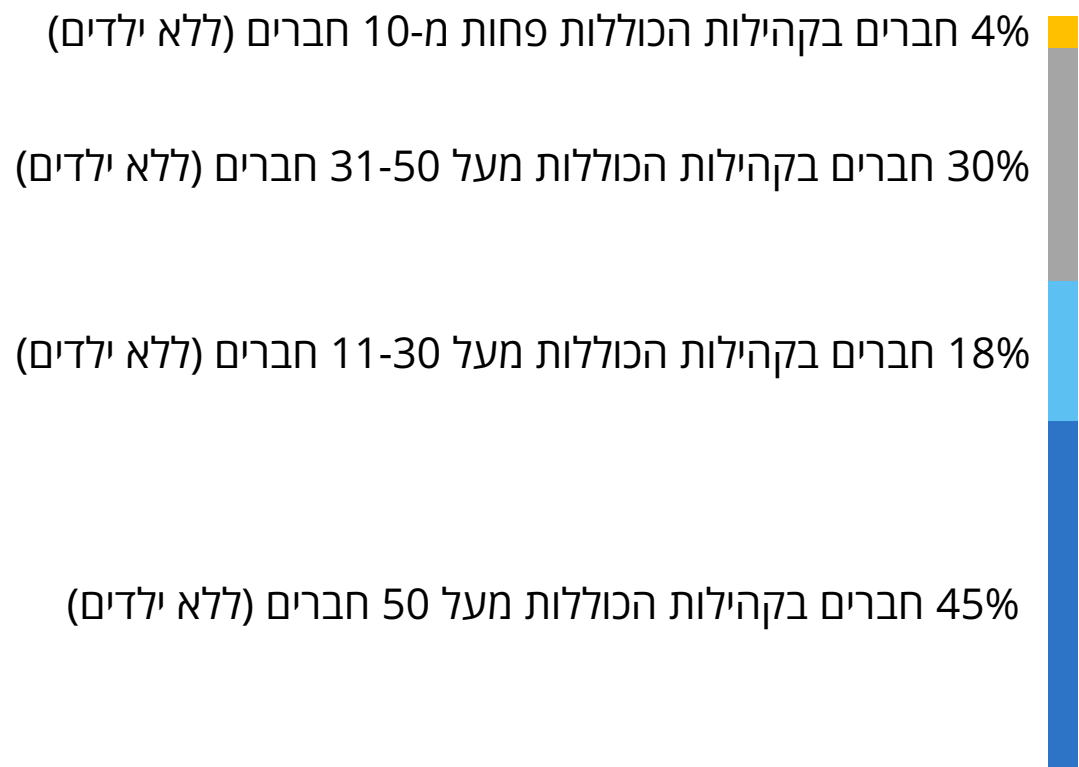 4% חברים בקהילות הכוללות פחות מ-10 חברים (ללא ילדים)
30% חברים בקהילות הכוללות מעל 31-50 חברים (ללא ילדים)
18% חברים בקהילות הכוללות מעל 11-30 חברים (ללא ילדים)
45% חברים בקהילות הכוללות מעל 50 חברים (ללא ילדים)